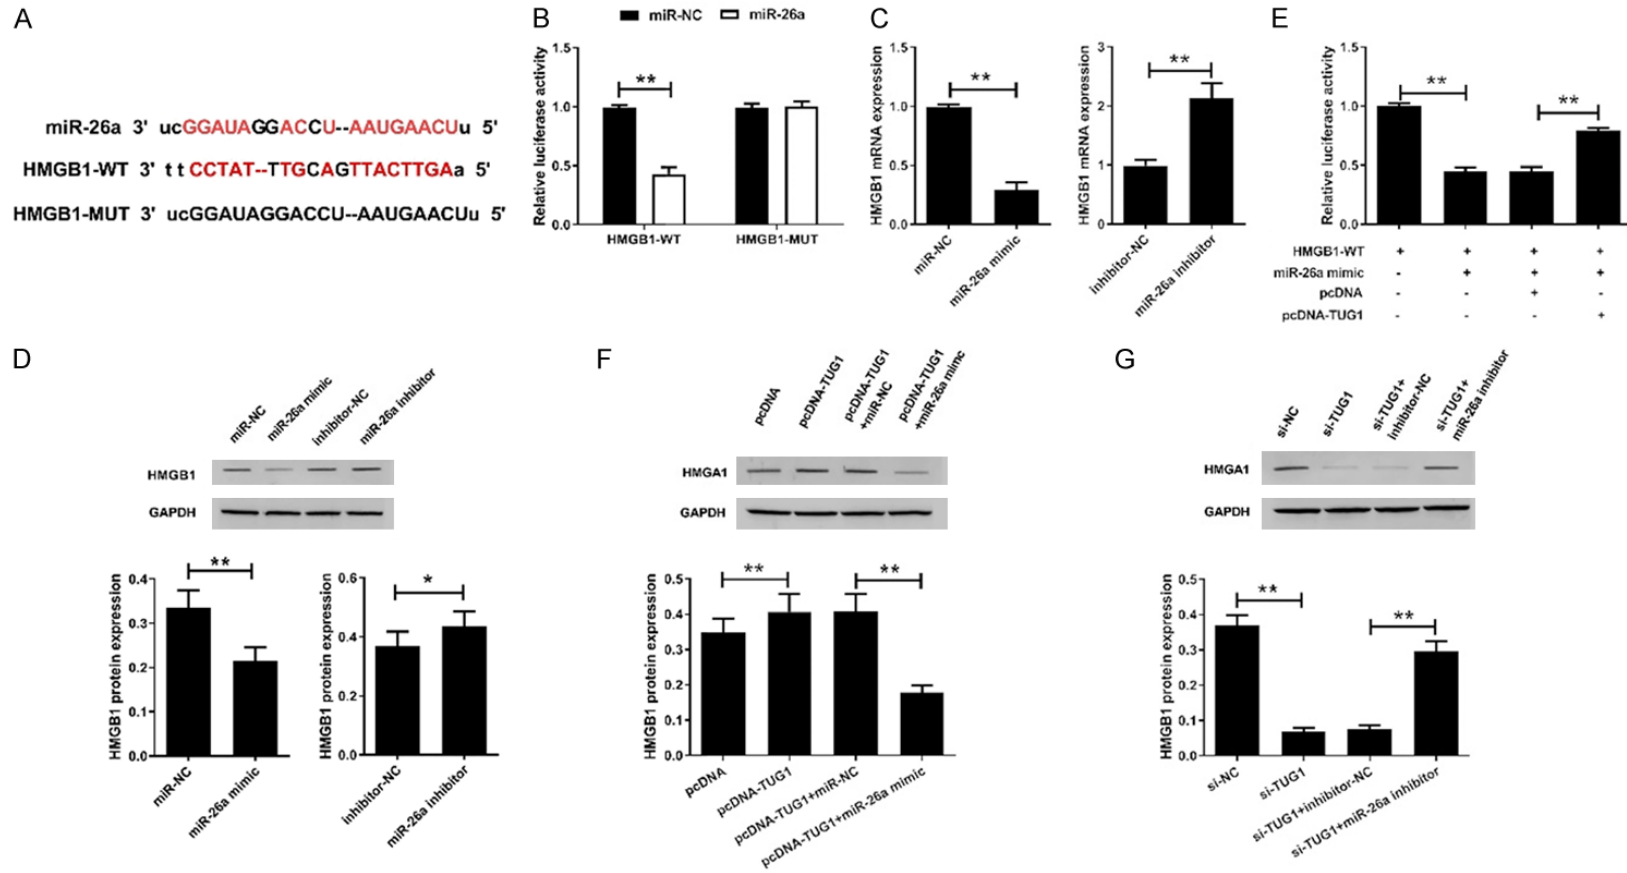 A
miR-26a 3' ucGGAUAGGACCU--AAUGAACUu 5'
HMGB1-WT 3' ttCCTAT--TTGCAGTTACTTGAa 5'
HMGB1-MUT 3' ucGGAUAGGACCU--AAUGAACUu 5'
B
miR-NC miR-26a
Relative luciferase activity
1.5
1.0
0.5
0.0
**
HMGB1-WT HMGB1-MUT
C
HMGB1 mRNA expression
1.5
1.0
0.5
0.0
**
miR-NC
miR-26a mimic
HMGB1 mRNA expression
3
2
1
0
**
inhibitor-NC
miR-26a inhibitor
E
Relative luciferase activity
1.5
1.0
0.5
0.0
**
**
HMGB1-WT + + + +
miR-26a mimic - + + +
pcDNA - - + -
pcDNA-TUG1 - - - +
D
miR-NC
miR-26a mimic
inhibitor-NC
miR-26a inhibitor
HMGB1
GAPDH
HMGB1 protein expression
0.4
0.3
0.2
0.1
0.0
**
miR-NC
miR-26a mimic
HMGB1 protein expression
0.6
0.4
0.2
0.0
*
inhibitor-NC
miR-26a inhibitor
F
pcDNA
pcDNA-TUG1
pcDNA-TUG1
+miR-NC
pcDNA-TUG1
+miR-26a mimc
HMGA1
GAPDH
HMGB1 protein expression
0.5
0.4
0.3
0.2
0.1
0.0
**
**
pcDNA
pcDNA-TUG1
pcDNA-TUG1+miR-NC
pcDNA-TUG1+miR-26a mimic
G
si-NC
si-TUG1
si-TUG1+
inhibitor-NC
si-TUG1+
miR-26a inhibitor
HMGA1
GAPDH
HMGB1 protein expression
0.5
0.4
0.3
0.2
0.1
0.0
**
**
si-NC
si-TUG1
si-TUG1+inhibitor-NC
si-TUG1+miR-26a inhibitor